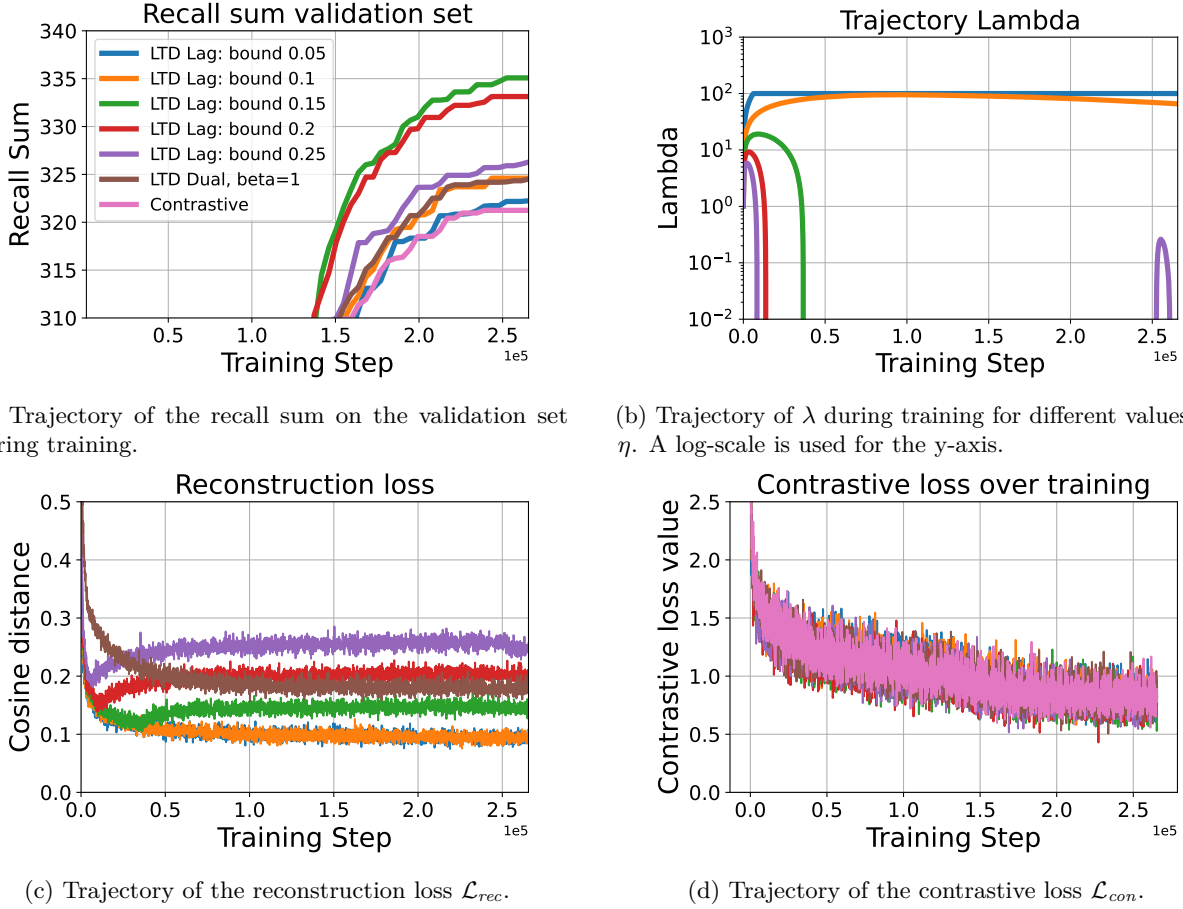 Recall sum validation set
340
335
330
325
320
315
310
Recall Sum
LTD Lag: bound 0.05
LTD Lag: bound 0.1
LTD Lag: bound 0.15
LTD Lag: bound 0.2
LTD Lag: bound 0.25
LTD Dual, beta=1
Contrastive
0.5 1.0 1.5 2.0 2.5
1e5
Training Step
Trajectory Lambda
10³
10²
10¹
10⁰
10⁻¹
10⁻²
Lambda
0.0 0.5 1.0 1.5 2.0 2.5
1e5
Training Step
Trajectory of the recall sum on the validation set
ring training.
(b) Trajectory of λ during training for different values
η. A log-scale is used for the y-axis.
Reconstruction loss
0.5
0.4
0.3
0.2
0.1
0.0
Cosine distance
0.0 0.5 1.0 1.5 2.0 2.5
1e5
Training Step
Contrastive loss over training
2.5
2.0
1.5
1.0
0.5
0.0
Contrastive loss value
0.0 0.5 1.0 1.5 2.0 2.5
1e5
Training Step
(c) Trajectory of the reconstruction loss ℒrec.
(d) Trajectory of the contrastive loss ℒcon.